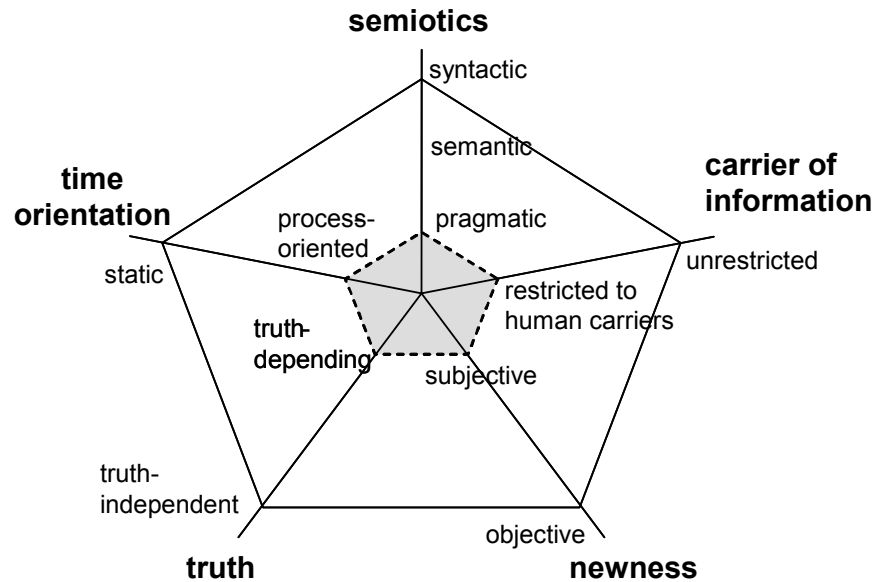 semiotics
syntactic
semantic
carrier of
information
time
orientation
process-
oriented
pragmatic
static
unrestricted
restricted to
human carriers
truth-
depending
subjective
truth-
independent
objective
truth
newness